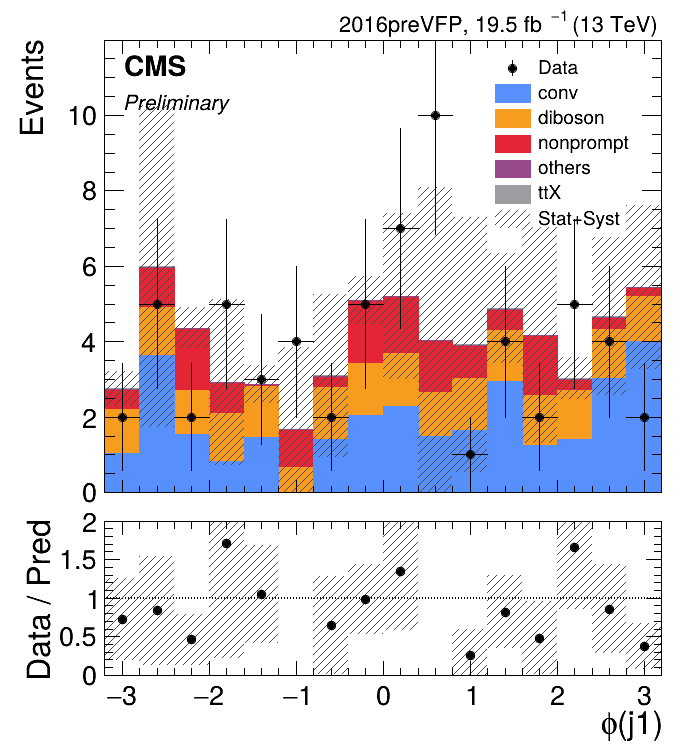 2016preVFP, 19.5 fb ⁻¹ (13 TeV)
CMS
Preliminary
Events
Data
conv
diboson
nonprompt
others
ttX
Stat+Syst
10
8
6
4
2
0
Data / Pred
2
1.5
1
0.5
0
−3 −2 −1 0 1 2 3
ϕ(j1)